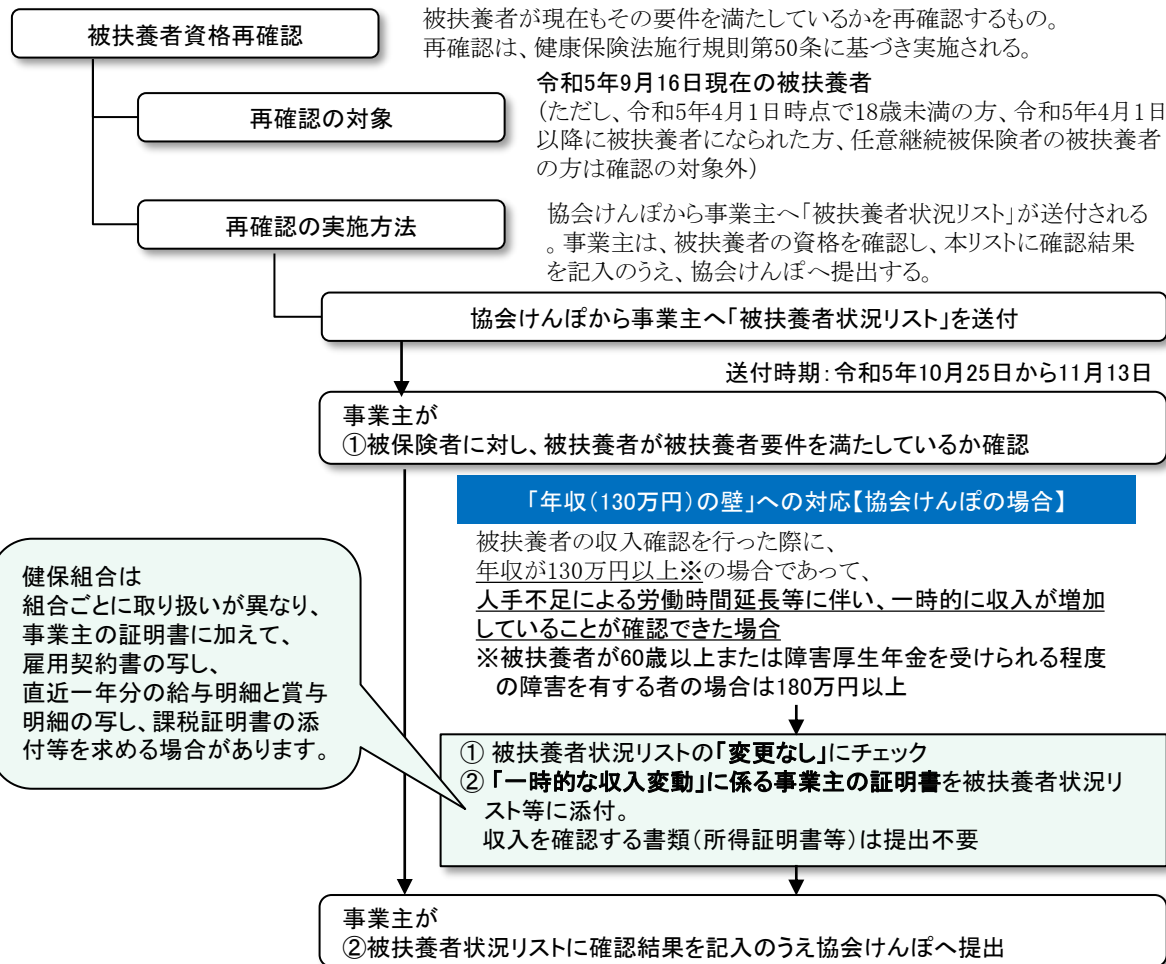 被扶養者資格再確認
被扶養者が現在もその要件を満たしているかを再確認するもの。
再確認は、健康保険法施行規則第50条に基づき実施される。
再確認の対象
令和5年9月16日現在の被扶養者
(ただし、令和5年4月1日時点で18歳未満の方、令和5年4月1日
以降に被扶養者になられた方、任意継続被保険者の被扶養者
の方は確認の対象外)
再確認の実施方法
協会けんぽから事業主へ「被扶養者状況リスト」が送付される
。事業主は、被扶養者の資格を確認し、本リストに確認結果
を記入のうえ、協会けんぽへ提出する。
協会けんぽから事業主へ「被扶養者状況リスト」を送付
送付時期:令和5年10月25日から11月13日
事業主が
①被保険者に対し、被扶養者が被扶養者要件を満たしているか確認
「年収(130万円)の壁」への対応【協会けんぽの場合】
被扶養者の収入確認を行った際に、
年収が130万円以上※の場合であって、
人手不足による労働時間延長等に伴い、一時的に収入が増加
していることが確認できた場合
※被扶養者が60歳以上または障害厚生年金を受けられる程度
の障害を有する者の場合は180万円以上
健保組合は
組合ごとに取り扱いが異なり、
事業主の証明書に加えて、
雇用契約書の写し、
直近一年分の給与明細と賞与
明細の写し、課税証明書の添
付等を求める場合があります。
① 被扶養者状況リストの「変更なし」にチェック
② 「一時的な収入変動」に係る事業主の証明書を被扶養者状況リ
スト等に添付。
収入を確認する書類(所得証明書等)は提出不要
事業主が
②被扶養者状況リストに確認結果を記入のうえ協会けんぽへ提出